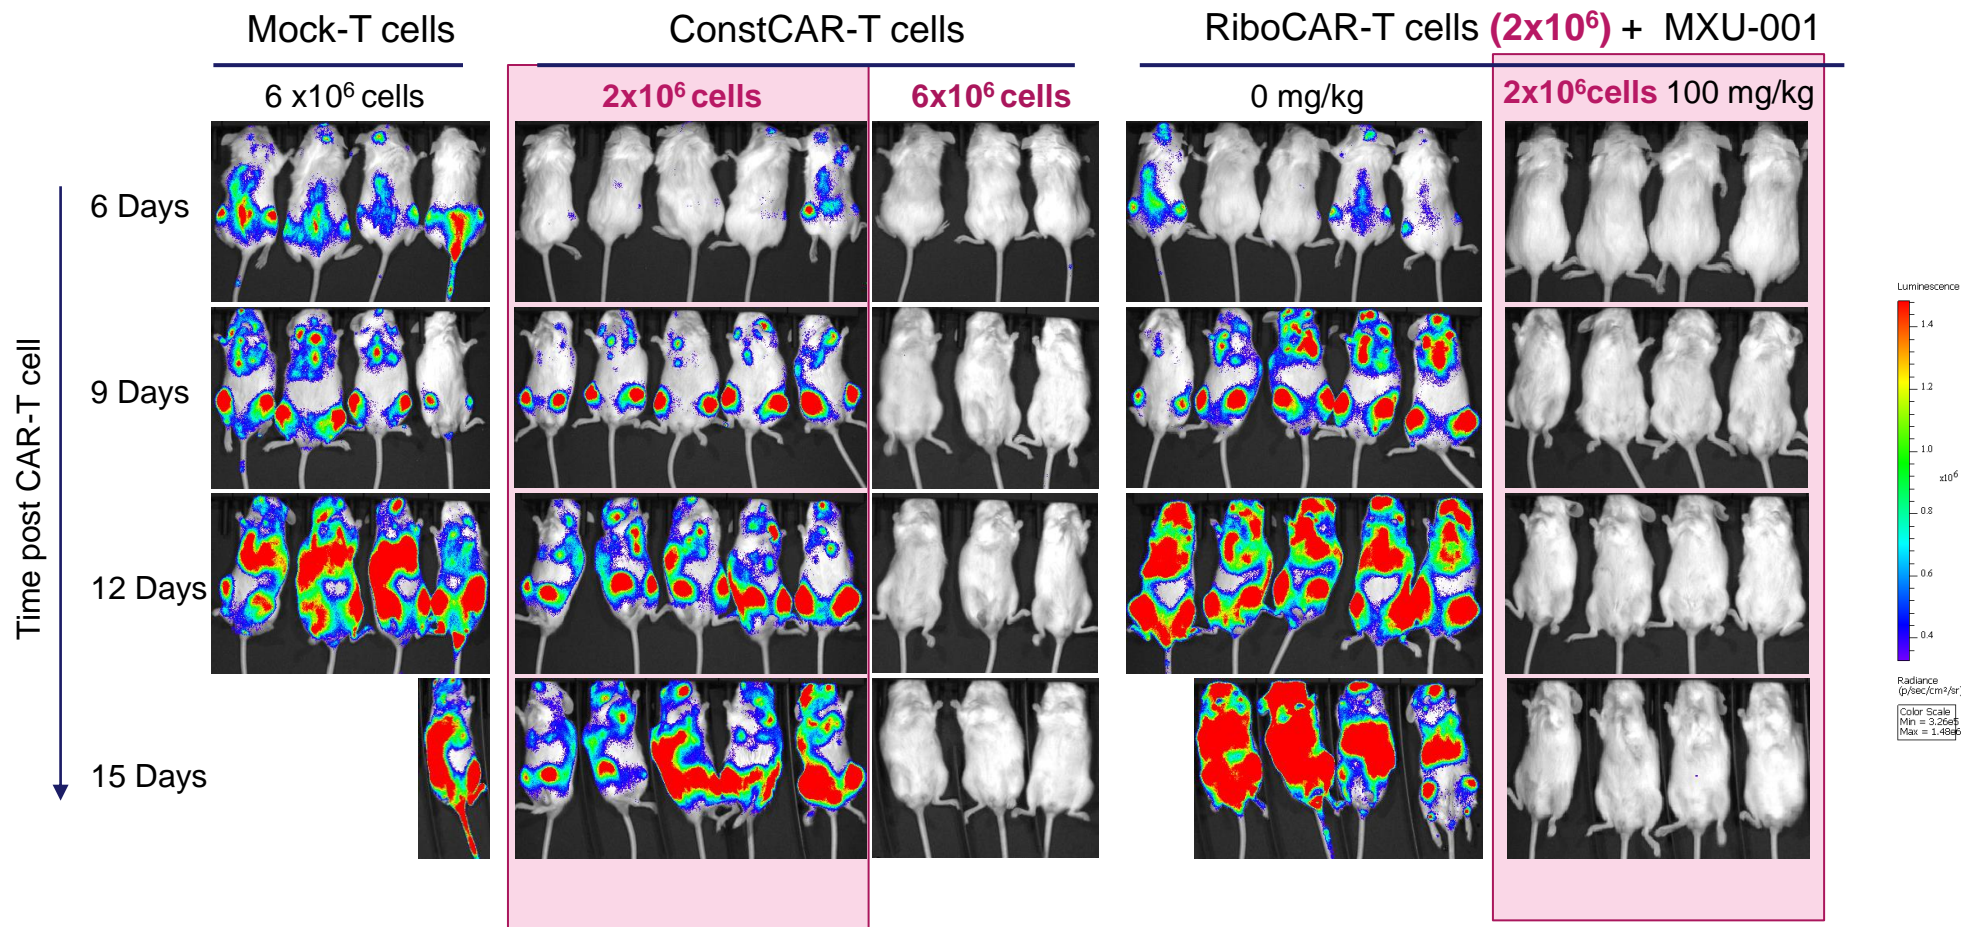 Mock-T cells
ConstCAR-T cells
RiboCAR-T cells (2x10⁶) + MXU-001
6 x10⁶ cells
2x10⁶ cells
6x10⁶ cells
0 mg/kg
2x10⁶cells 100 mg/kg
Time post CAR-T cell
6 Days
9 Days
12 Days
15 Days
Luminescence
1.4
1.2
1.0
x10⁶
0.8
0.6
0.4
Radiance
(p/sec/cm²/sr)
Color Scale
Min = 3.26e5
Max = 1.48e6